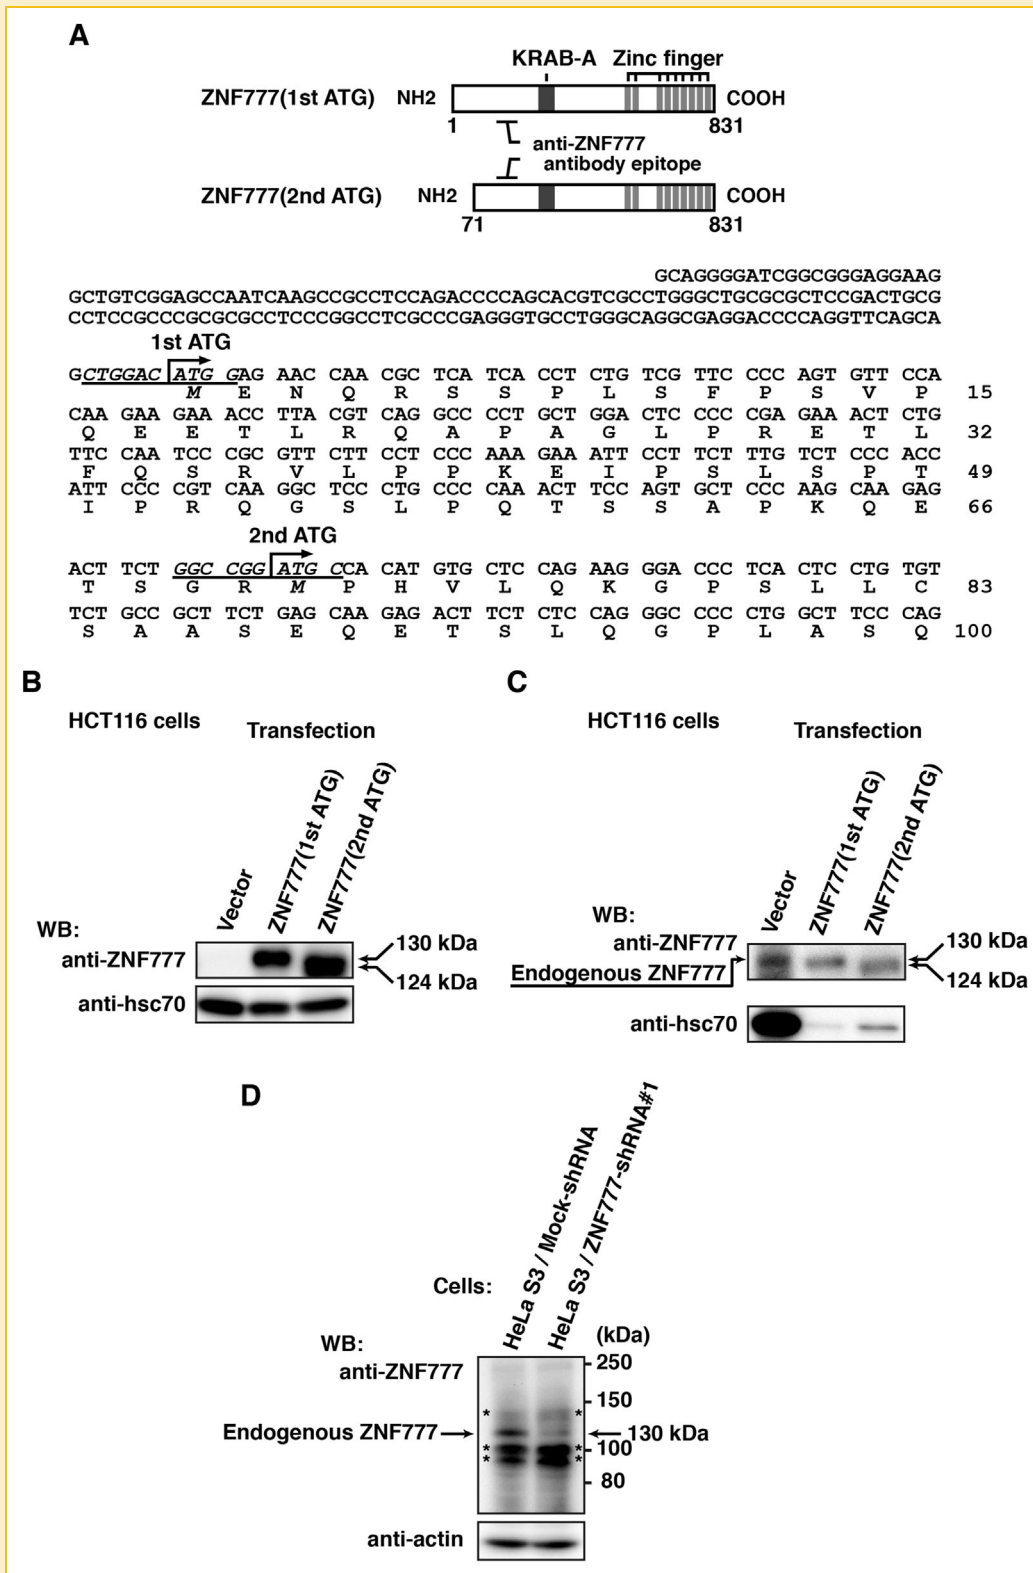 A
KRAB-A Zinc finger
ZNF777(1st ATG) NH2 COOH
1 831
anti-ZNF777
antibody epitope
ZNF777(2nd ATG) NH2 COOH
71 831
GCAGGGGATCGGCGGGAGGAAG
GCTGTCGGAGCCAATCAAGCCGCCTCCAGACCCCAGCACGTCGCCTGGGCTGCGCGCTCCGACTGCG
CCTCCGCCCGCGCGCCTCCCGGCCTCGCCCGAGGGTGCCTGGGCAGGCGAGGACCCCAGGTTCAGCA
1st ATG
GCTGGAC ATG GAG AAC CAA CGC TCA TCA CCT CTG TCG TTC CCC AGT GTT CCA
M E N Q R S S P L S F P S V P 15
CAA GAA GAA ACC TTA CGT CAG GCC CCT GCT GGA CTC CCC CGA GAA ACT CTG
Q E E T L R Q A P A G L P R E T L 32
TTC CAA TCC CGC GTT CTT CCT CCC AAA GAA ATT CCT TCT TTG TCT CCC ACC
F Q S R V L P P K E I P S L S P T 49
ATT CCC CGT CAA GGC TCC CTG CCC CAA ACT TCC AGT GCT CCC AAG CAA GAG
I P R Q G S L P Q T S S A P K Q E 66
2nd ATG
ACT TCT GGC CGG ATG CCA CAT GTG CTC CAG AAG GGA CCC TCA CTC CTG TGT
T S G R M P H V L Q K G P S L L C 83
TCT GCC GCT TCT GAG CAA GAG ACT TCT CTC CAG GGC CCC CTG GCT TCC CAG
S A A S E Q E T S L Q G P L A S Q 100
B
HCT116 cells
Transfection
Vector
ZNF777(1st ATG)
ZNF777(2nd ATG)
WB:
anti-ZNF777
130 kDa
124 kDa
anti-hsc70
C
HCT116 cells
Transfection
Vector
ZNF777(1st ATG)
ZNF777(2nd ATG)
WB:
anti-ZNF777
Endogenous ZNF777
130 kDa
124 kDa
anti-hsc70
D
Cells:
HeLa S3 / Mock-shRNA
HeLa S3 / ZNF777-shRNA#1
WB:
anti-ZNF777
(kDa)
250
150
* *
Endogenous ZNF777 130 kDa
* * 100
* *
80
anti-actin